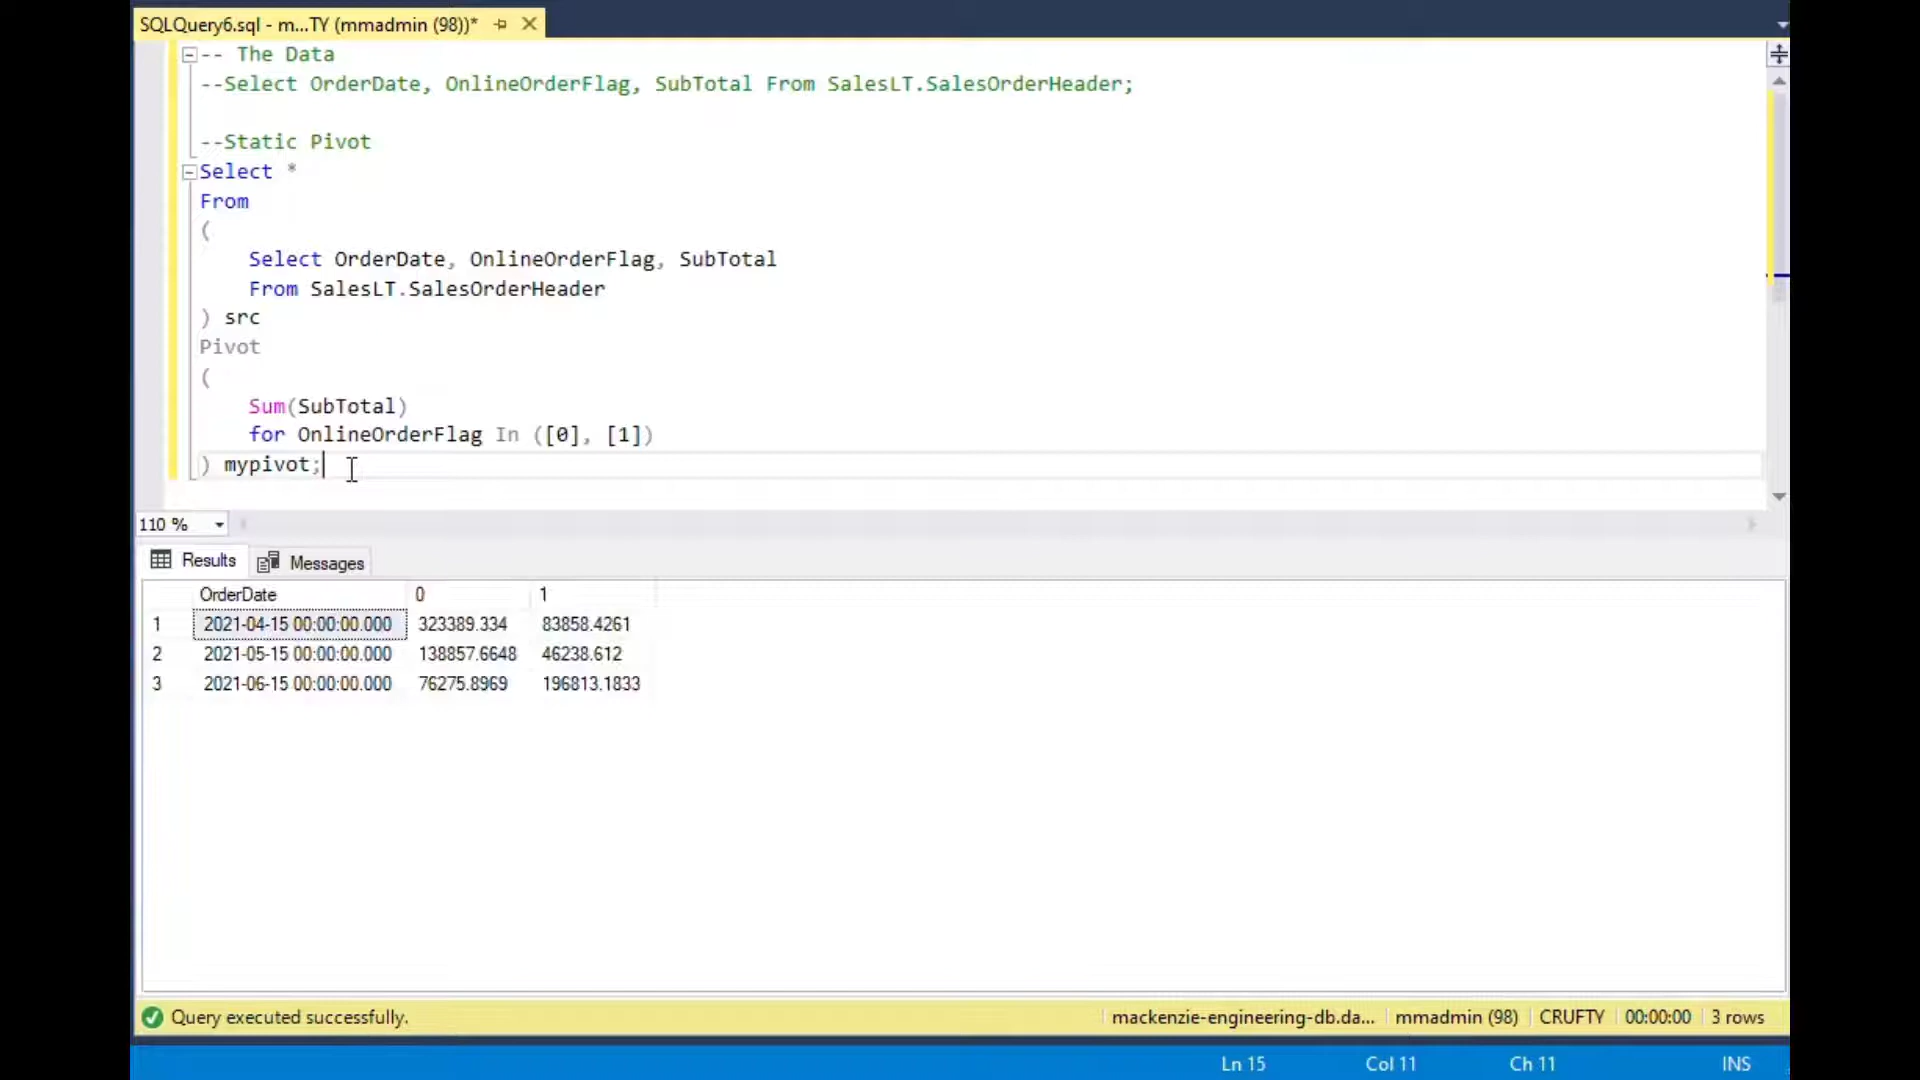 SQLQuery6.sql - m...TY (mmadmin (98))*
-- The Data
--Select OrderDate, OnlineOrderFlag, SubTotal From SalesLT.SalesOrderHeader;
--Static Pivot
Select *
From
(
Select OrderDate, OnlineOrderFlag, SubTotal
From SalesLT.SalesOrderHeader
) src
Pivot
(
Sum(SubTotal)
for OnlineOrderFlag In ([0], [1])
) mypivot;
110 %
Results Messages
OrderDate 0 1
1 2021-04-15 00:00:00.000 323389.334 83858.4261
2 2021-05-15 00:00:00.000 138857.6648 46238.612
3 2021-06-15 00:00:00.000 76275.8969 196813.1833
Query executed successfully. mackenzie-engineering-db.da... mmadmin (98) CRUFTY 00:00:00 3 rows
Ln 15 Col 11 Ch 11 INS